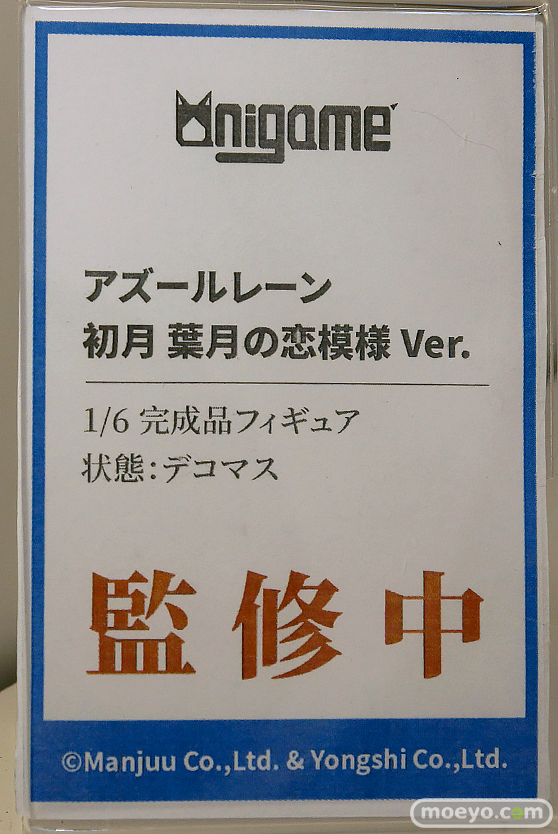 Onigame
アズールレーン
初月 葉月の恋模様 Ver.
1/6 完成品フィギュア
状態：デコマス
監修中
©Manjuu Co.,Ltd. & Yongshi Co.,Ltd.
moeyo.com